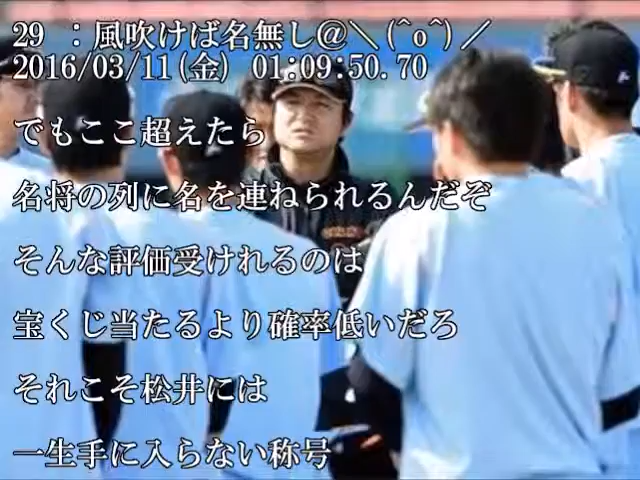 29 ：風吹けば名無し＠＼(^o^)／
2016/03/11(金) 01:09:50.70
でもここ超えたら
名将の列に名を連ねられるんだぞ
そんな評価受けれるのは
宝くじ当たるより確率低いだろ
それこそ松井には
一生手に入らない称号